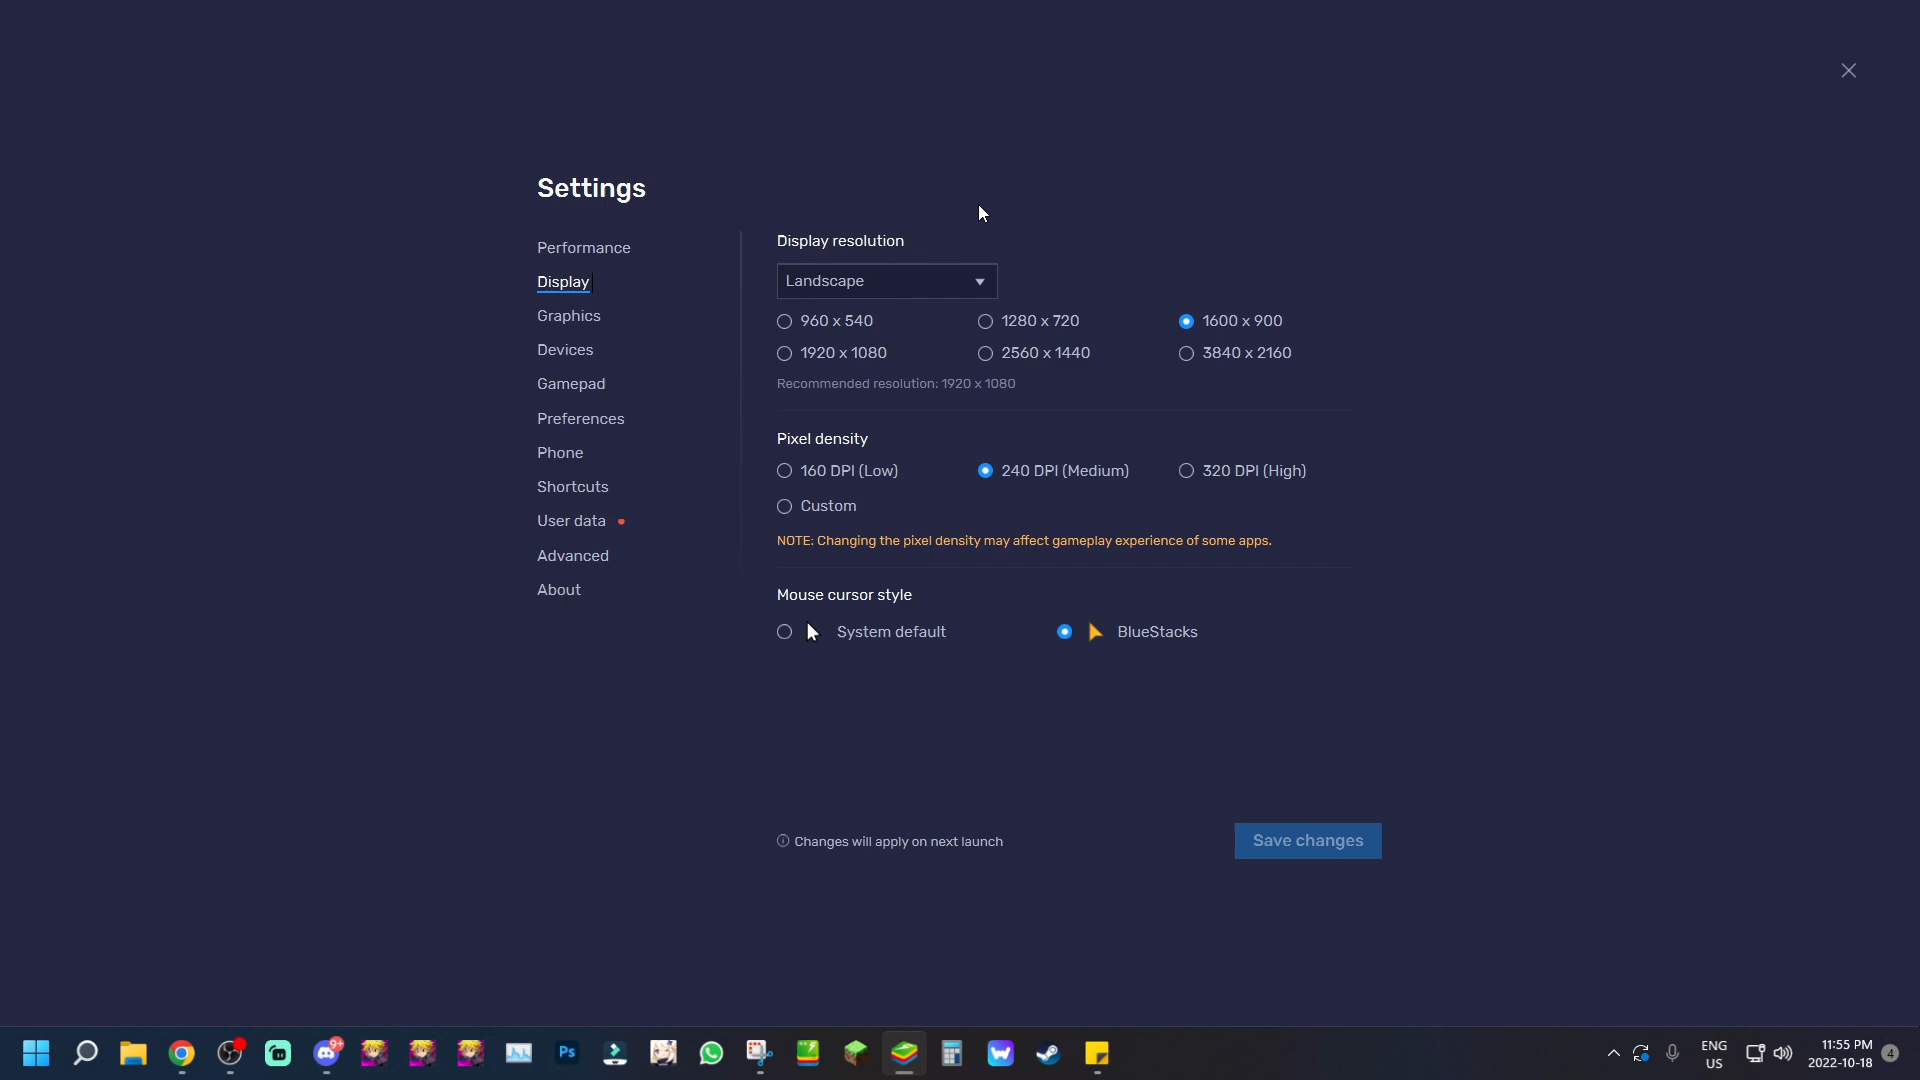 Settings
Performance
Display
Graphics
Devices
Gamepad
Preferences
Phone
Shortcuts
User data
Advanced
About
Display resolution
Landscape
960 x 540 1280 x 720 1600 x 900
1920 x 1080 2560 x 1440 3840 x 2160
Recommended resolution: 1920 x 1080
Pixel density
160 DPI (Low) 240 DPI (Medium) 320 DPI (High)
Custom
NOTE: Changing the pixel density may affect gameplay experience of some apps.
Mouse cursor style
System default BlueStacks
Changes will apply on next launch
Save changes
9+
Ps
ENG
US
11:55 PM
2022-10-18
4